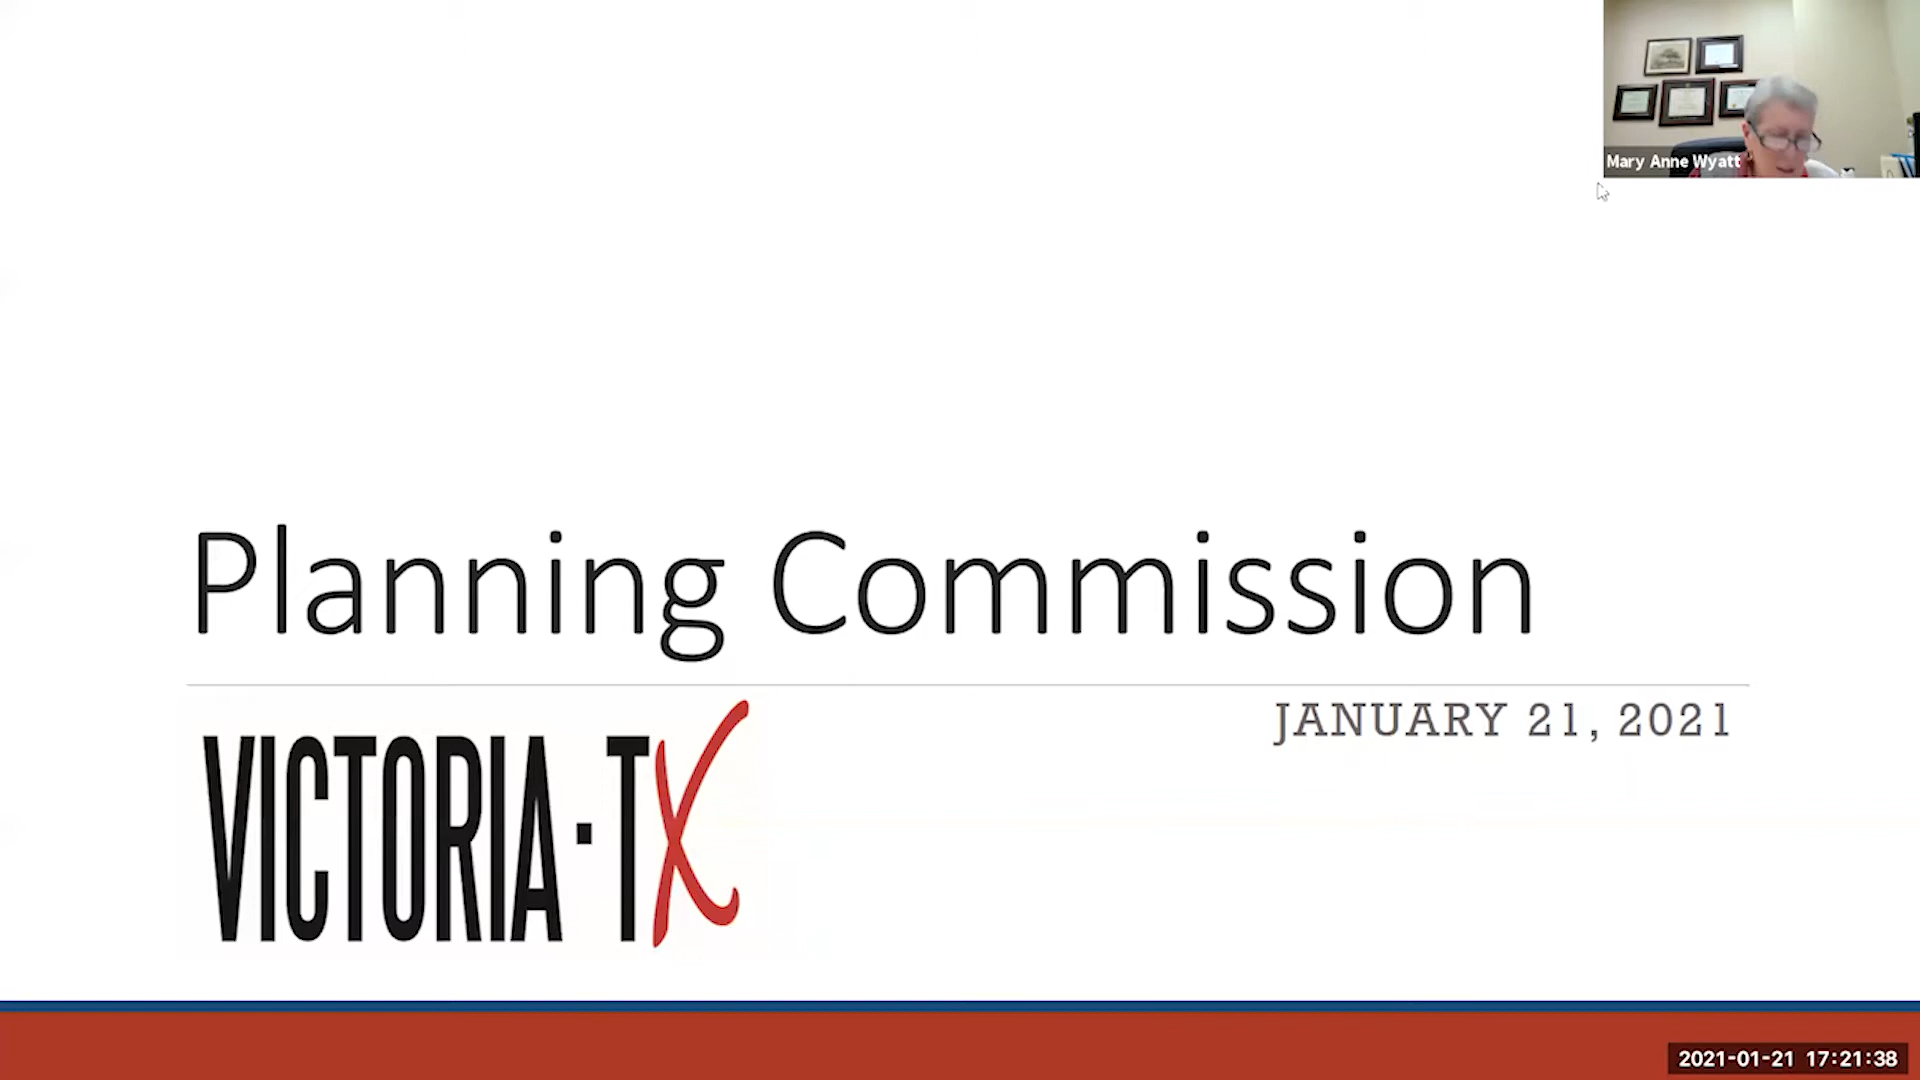 Mary Anne Wyatt
Planning Commission
JANUARY 21, 2021
VICTORIA·TX
2021-01-21 17:21:38